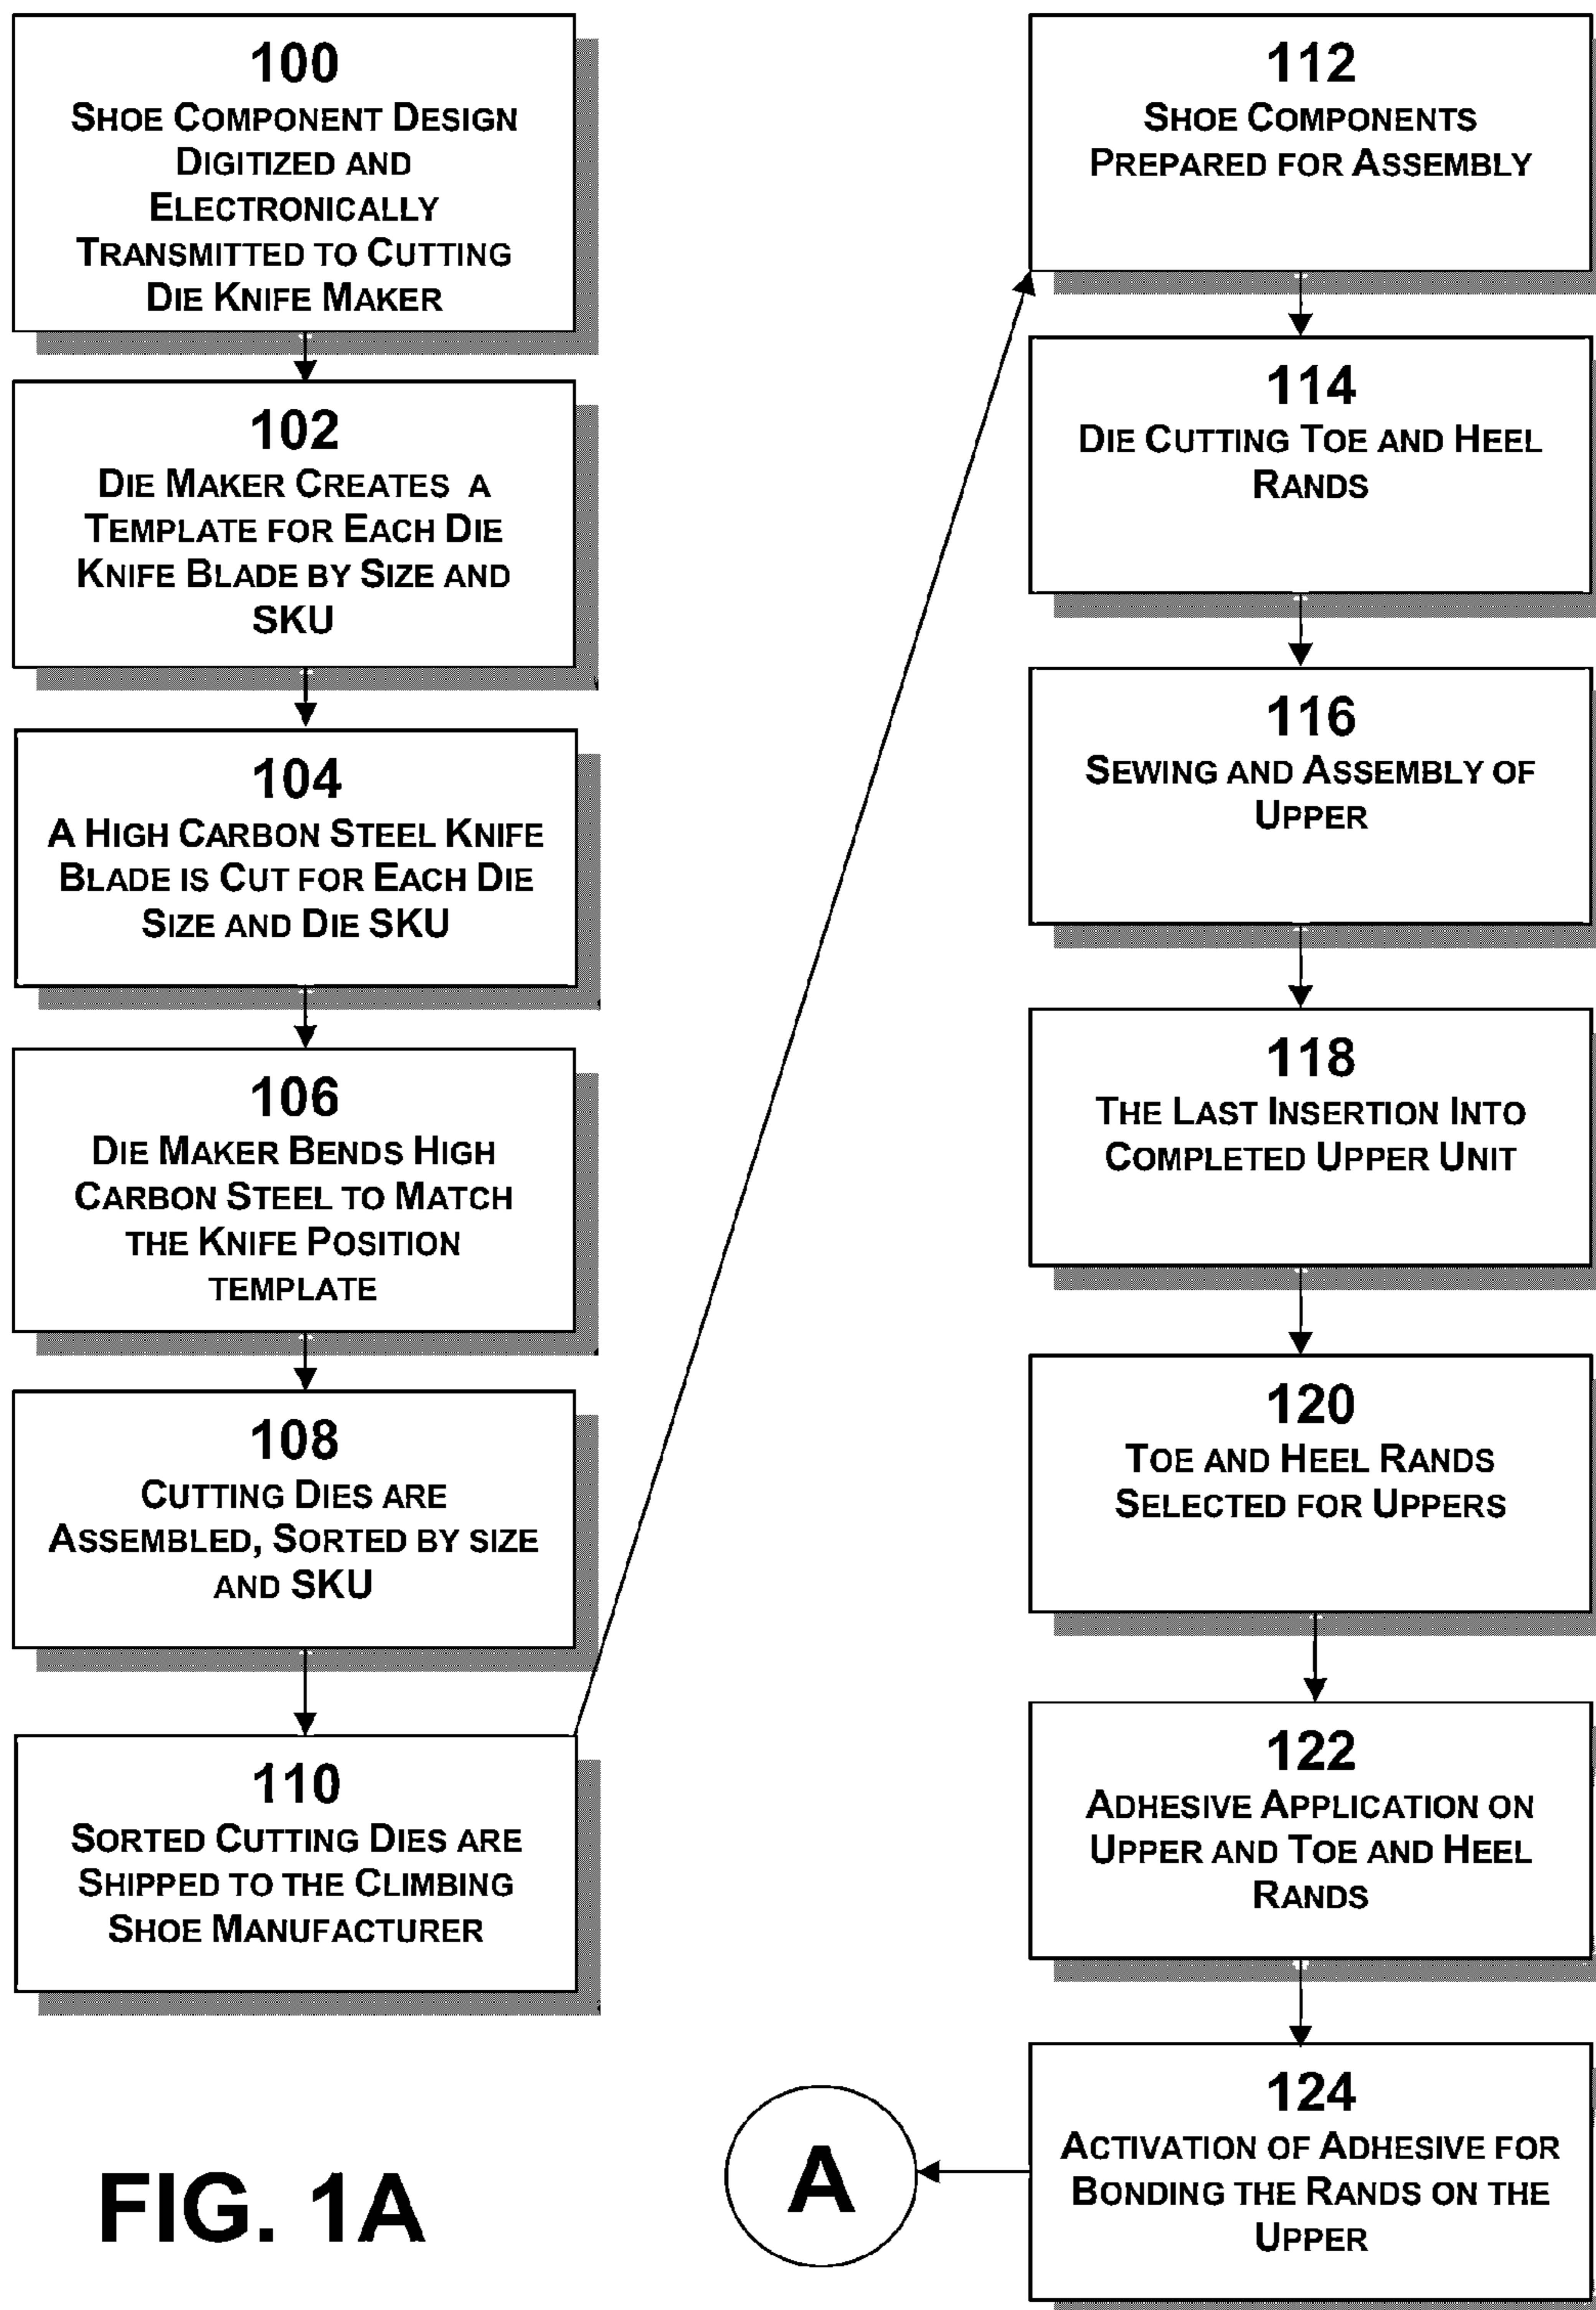 100
SHOE COMPONENT DESIGN
DIGITIZED AND
ELECTRONICALLY
TRANSMITTED TO CUTTING
DIE KNIFE MAKER
102
DIE MAKER CREATES A
TEMPLATE FOR EACH DIE
KNIFE BLADE BY SIZE AND
SKU
104
A HIGH CARBON STEEL KNIFE
BLADE IS CUT FOR EACH DIE
SIZE AND DIE SKU
106
DIE MAKER BENDS HIGH
CARBON STEEL TO MATCH
THE KNIFE POSITION
TEMPLATE
108
CUTTING DIES ARE
ASSEMBLED, SORTED BY SIZE
AND SKU
110
SORTED CUTTING DIES ARE
SHIPPED TO THE CLIMBING
SHOE MANUFACTURER
112
SHOE COMPONENTS
PREPARED FOR ASSEMBLY
114
DIE CUTTING TOE AND HEEL
RANDS
116
SEWING AND ASSEMBLY OF
UPPER
118
THE LAST INSERTION INTO
COMPLETED UPPER UNIT
120
TOE AND HEEL RANDS
SELECTED FOR UPPERS
122
ADHESIVE APPLICATION ON
UPPER AND TOE AND HEEL
RANDS
124
ACTIVATION OF ADHESIVE FOR
BONDING THE RANDS ON THE
UPPER
A
FIG. 1A